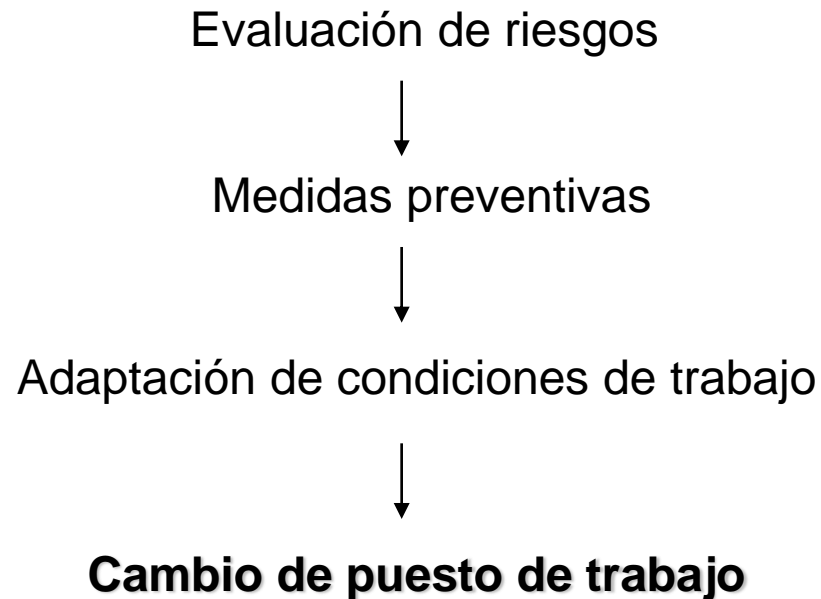 Evaluación de riesgos
Medidas preventivas
Adaptación de condiciones de trabajo
Cambio de puesto de trabajo